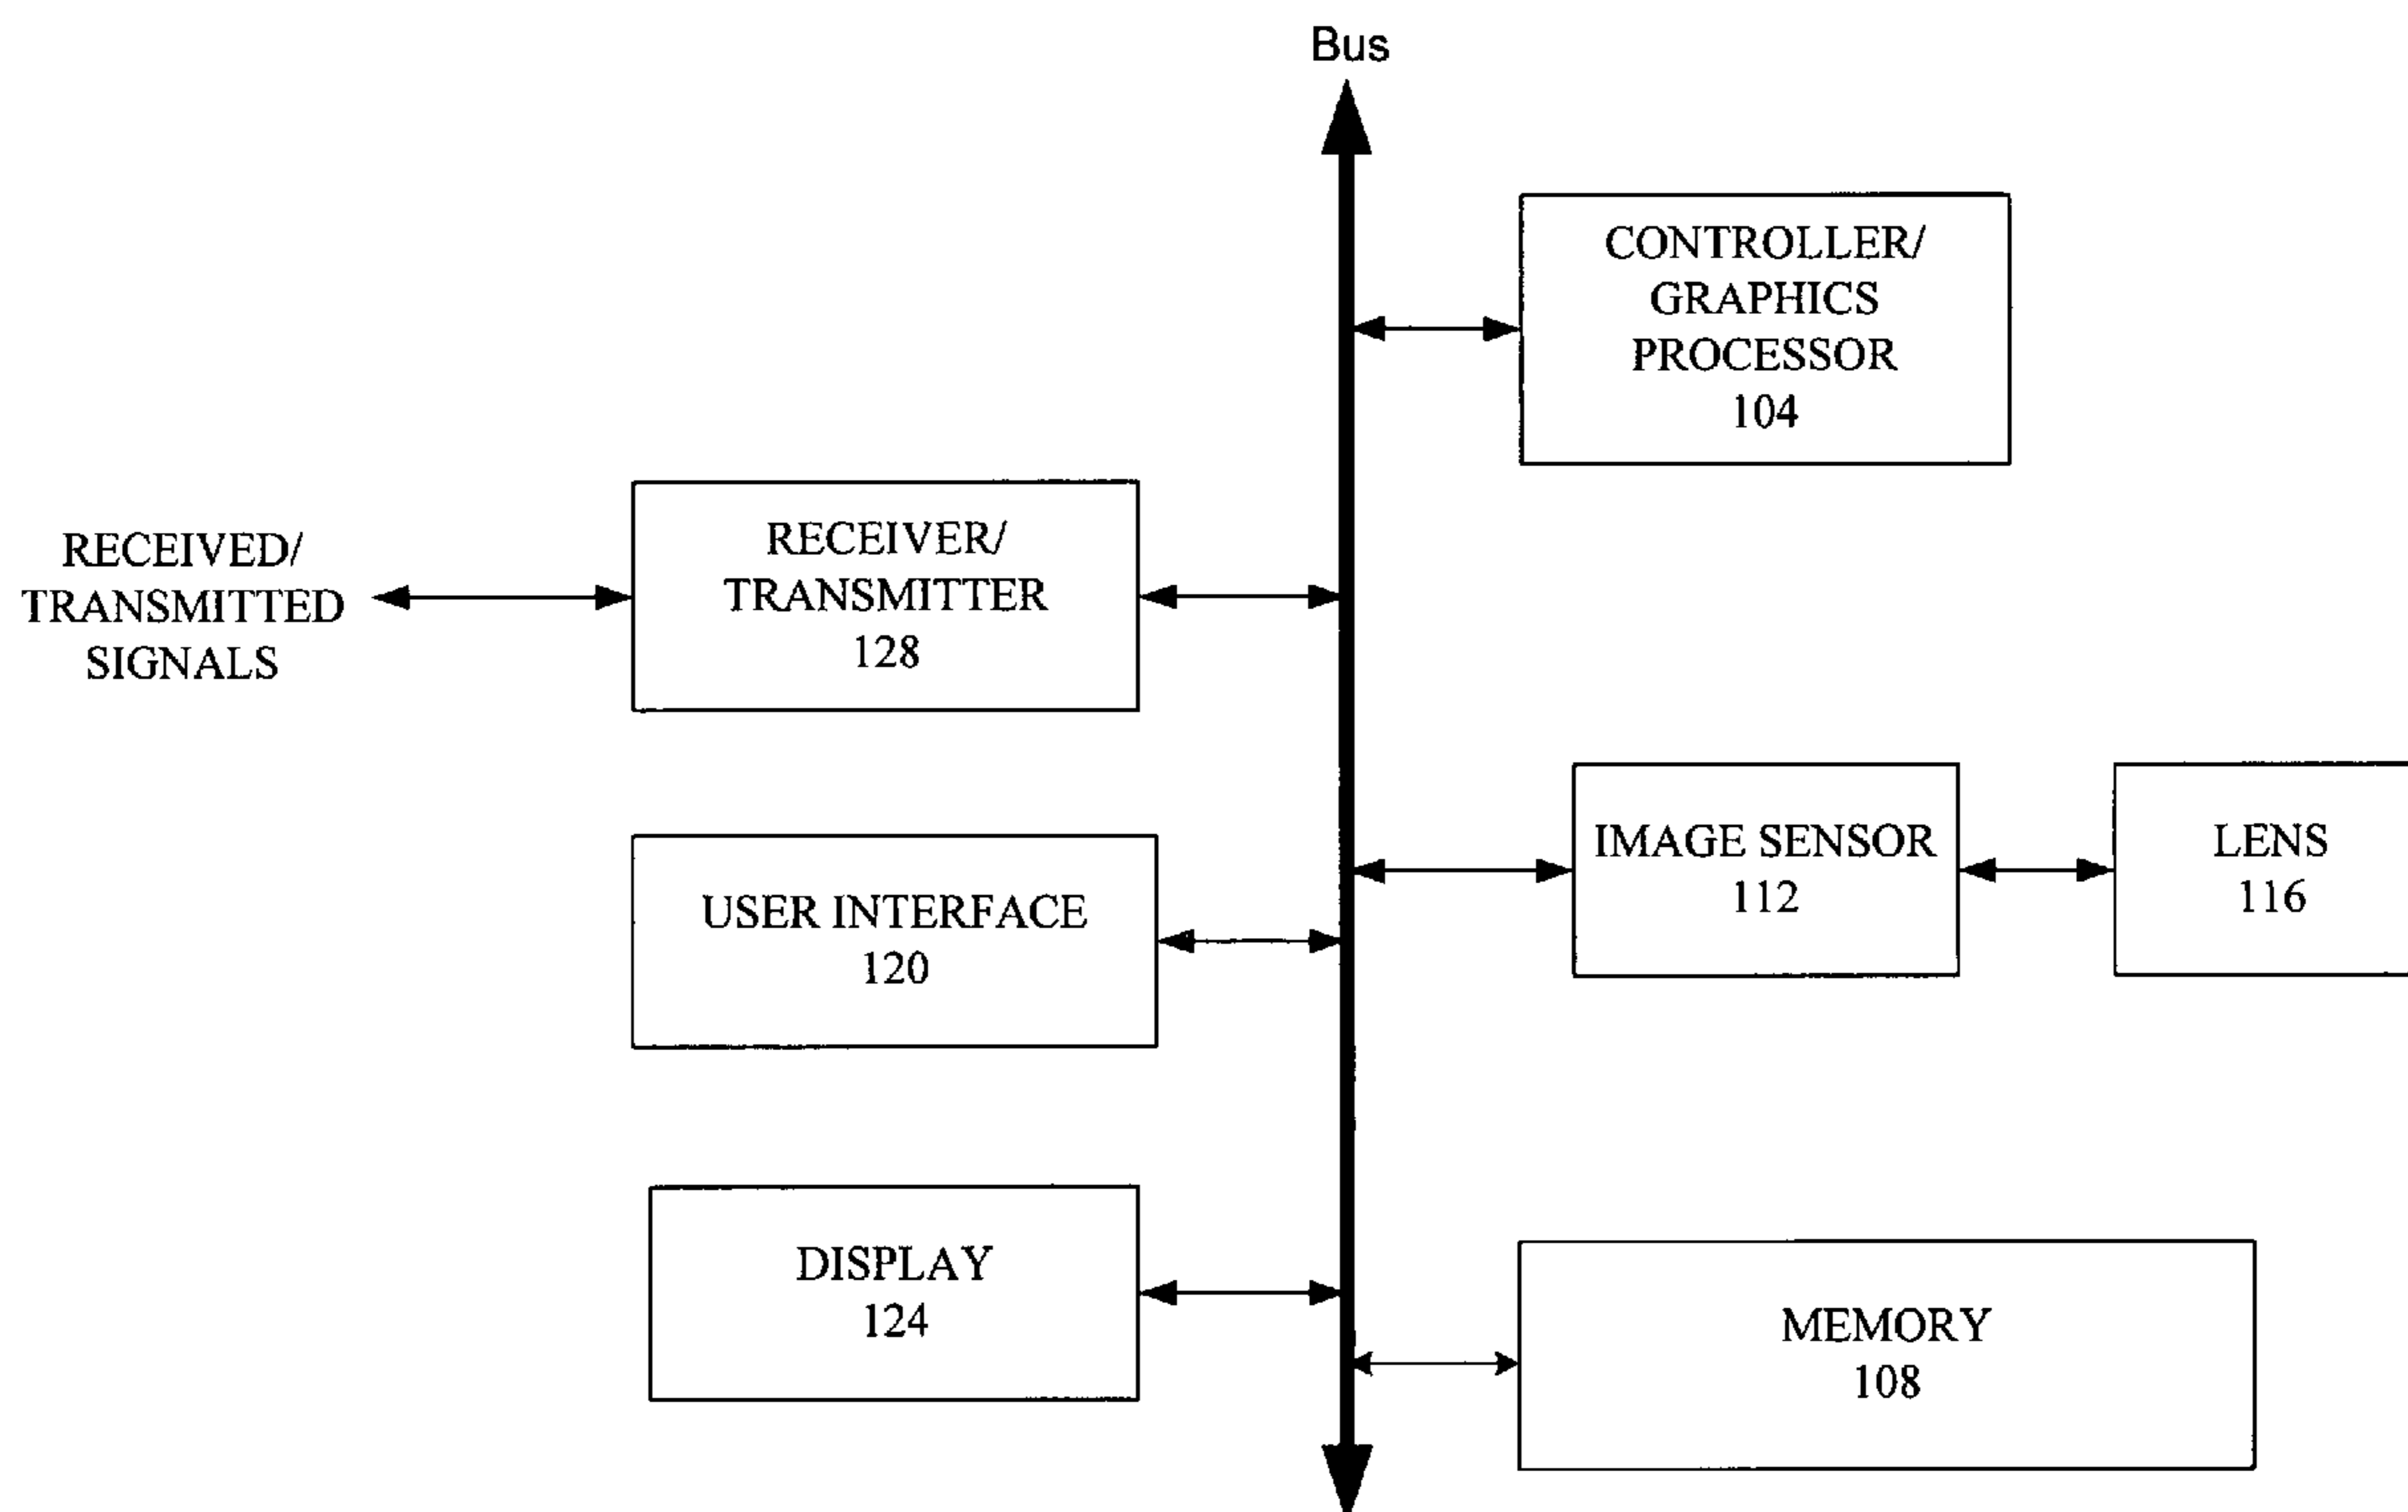 Bus
CONTROLLER/
GRAPHICS
PROCESSOR
104
RECEIVED/
TRANSMITTED
SIGNALS
RECEIVER/
TRANSMITTER
128
IMAGE SENSOR
112
LENS
116
USER INTERFACE
120
DISPLAY
124
MEMORY
108